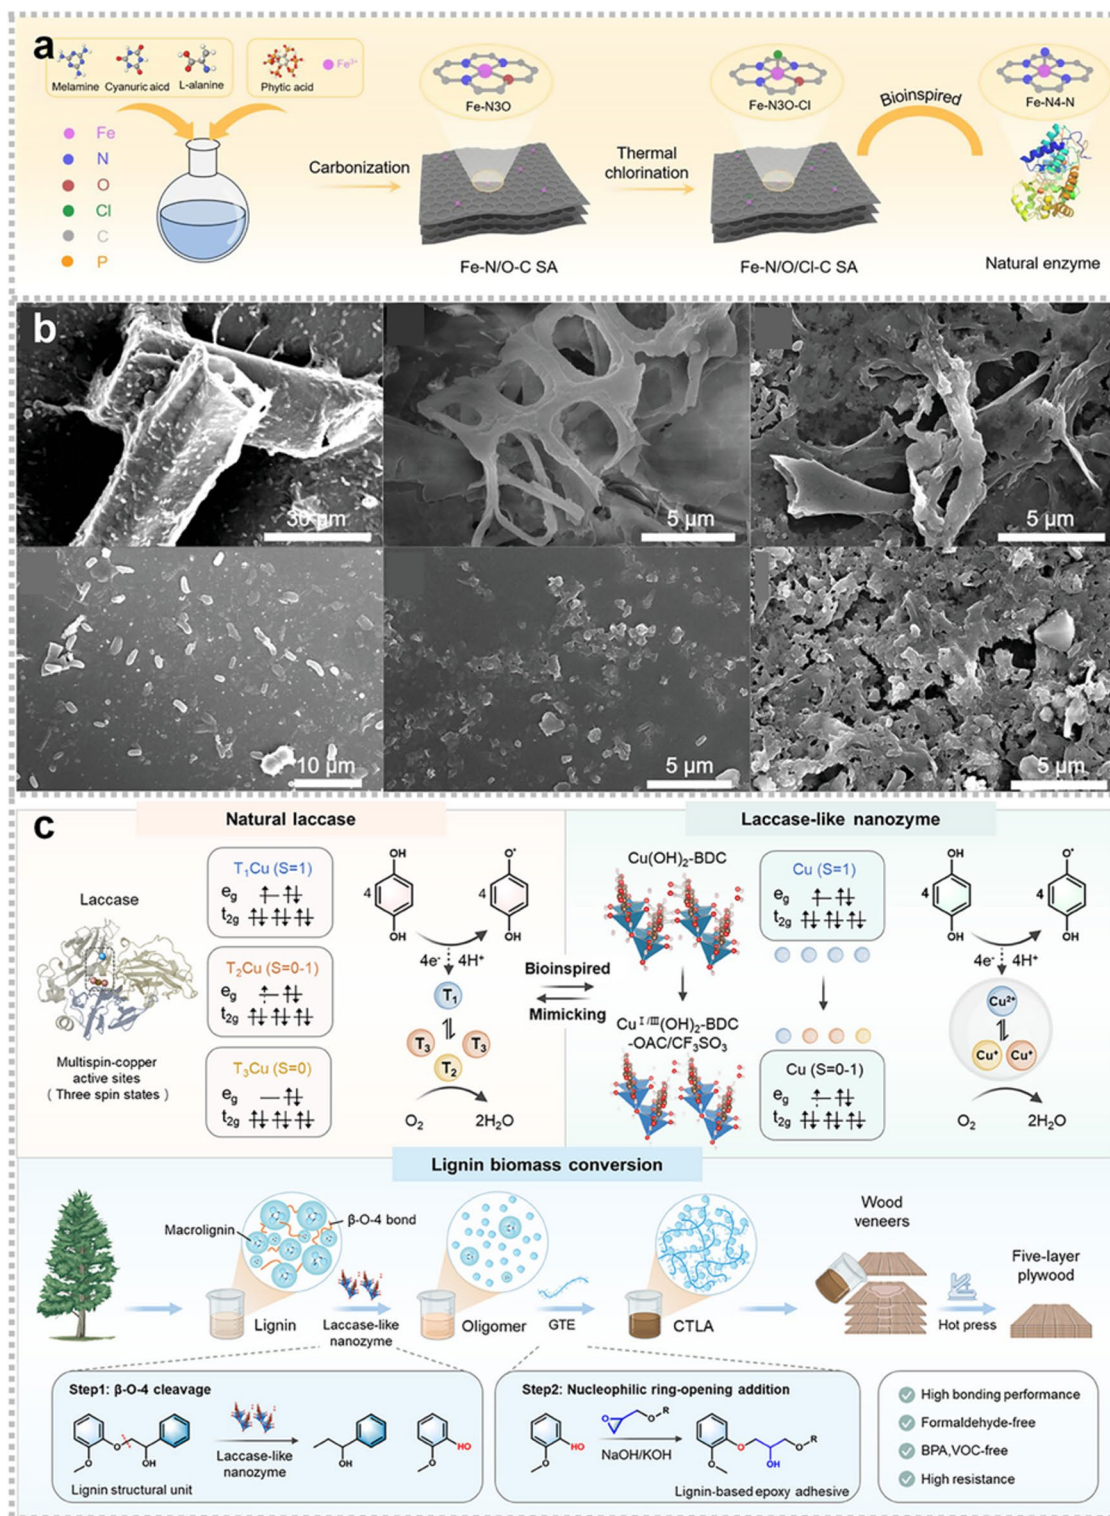 a
Melamine
Cyanuric aicd
L-alanine
Phytic acid
Fe³⁺
Fe
N
O
Cl
C
P
Carbonization
Fe-N3O
Fe-N/O-C SA
Thermal
chlorination
Fe-N3O-Cl
Fe-N/O/Cl-C SA
Bioinspired
Fe-N4-N
Natural enzyme
b
30 µm
5 µm
5 µm
10 µm
5 µm
5 µm
c
Natural laccase
Laccase
Multispin-copper
active sites
( Three spin states )
T₁Cu (S=1)
e_g
t₂g
T₂Cu (S=0-1)
e_g
t₂g
T₃Cu (S=0)
e_g
t₂g
OH
4
OH
O•
4
OH
4e⁻ 4H⁺
T₁
T₃ T₃
T₂
O₂ 2H₂O
Bioinspired
Mimicking
Laccase-like nanozyme
Cu(OH)₂-BDC
Cu^Ⅰ/Ⅲ(OH)₂-BDC
-OAC/CF₃SO₃
Cu (S=1)
e_g
t₂g
Cu (S=0-1)
e_g
t₂g
OH
4
OH
O•
4
OH
4e⁻ 4H⁺
Cu²⁺
Cu⁺ Cu⁺
O₂ 2H₂O
Lignin biomass conversion
Macrolignin
β-O-4 bond
Lignin
Laccase-like
nanozyme
Oligomer
GTE
CTLA
Wood
veneers
Hot press
Five-layer
plywood
Step1: β-O-4 cleavage
O
O
OH
Lignin structural unit
Laccase-like
nanozyme
OH
HO
O
Step2: Nucleophilic ring-opening addition
HO
O
O
O
R
NaOH/KOH
O
O
OH
O
R
Lignin-based epoxy adhesive
High bonding performance
Formaldehyde-free
BPA,VOC-free
High resistance